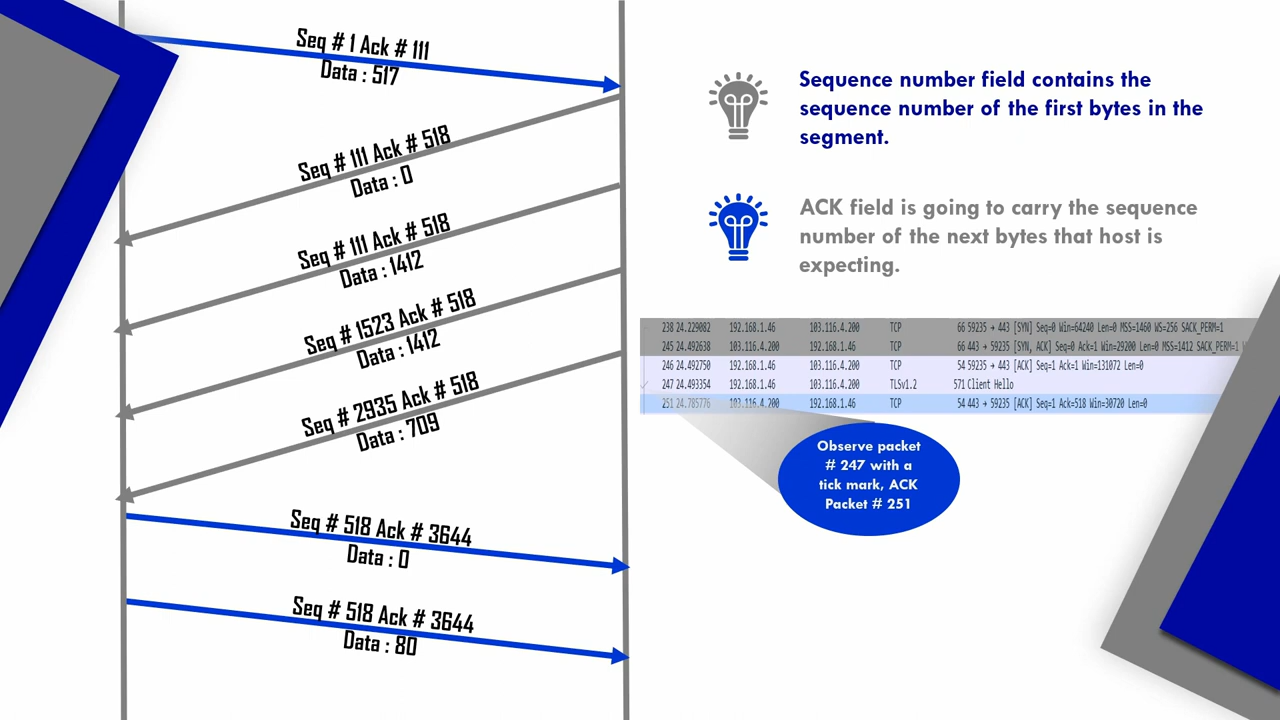 Seq # 1 Ack # 111
Data : 517
Seq # 111 Ack # 518
Data : 0
Seq # 111 Ack # 518
Data : 1412
Seq # 1523 Ack # 518
Data : 1412
Seq # 2935 Ack # 518
Data : 709
Seq # 518 Ack # 3644
Data : 0
Seq # 518 Ack # 3644
Data : 80
Sequence number field contains the
sequence number of the first bytes in the
segment.
ACK field is going to carry the sequence
number of the next bytes that host is
expecting.
238 24.229082 192.168.1.46 103.116.4.200 TCP 66 59235 → 443 [SYN] Seq=0 Win=64240 Len=0 MSS=1460 WS=256 SACK_PERM=1
245 24.492638 103.116.4.200 192.168.1.46 TCP 66 443 → 59235 [SYN, ACK] Seq=0 Ack=1 Win=29200 Len=0 MSS=1412 SACK_PERM=1
246 24.492750 192.168.1.46 103.116.4.200 TCP 54 59235 → 443 [ACK] Seq=1 Ack=1 Win=131072 Len=0
247 24.493354 192.168.1.46 103.116.4.200 TLSv1.2 571 Client Hello
251 24.785776 103.116.4.200 192.168.1.46 TCP 54 443 → 59235 [ACK] Seq=1 Ack=518 Win=30720 Len=0
Observe packet
# 247 with a
tick mark, ACK
Packet # 251